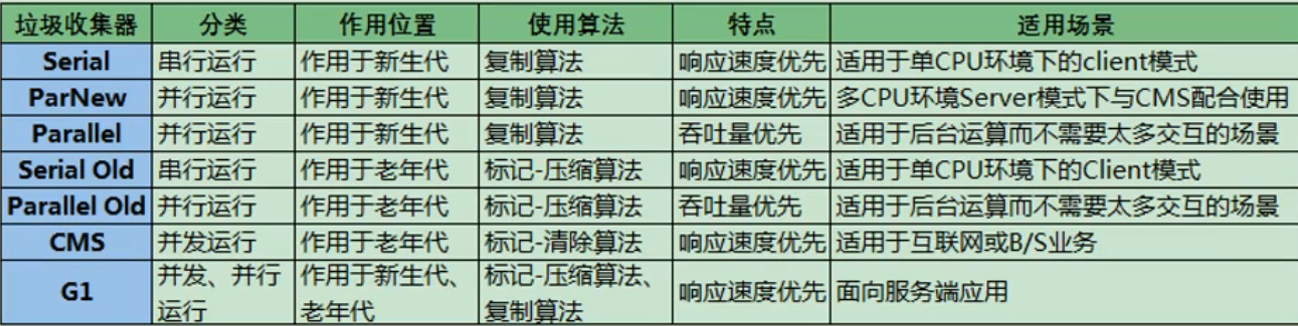 垃圾收集器 分类 作用位置 使用算法 特点 适用场景
Serial 串行运行 作用于新生代 复制算法 响应速度优先 适用于单CPU环境下的client模式
ParNew 并行运行 作用于新生代 复制算法 响应速度优先 多CPU环境Server模式下与CMS配合使用
Parallel 并行运行 作用于新生代 复制算法 吞吐量优先 适用于后台运算而不需要太多交互的场景
Serial Old 串行运行 作用于老年代 标记-压缩算法 响应速度优先 适用于单CPU环境下的Client模式
Parallel Old 并行运行 作用于老年代 标记-压缩算法 吞吐量优先 适用于后台运算而不需要太多交互的场景
CMS 并发运行 作用于老年代 标记-清除算法 响应速度优先 适用于互联网或B/S业务
G1 并发、并行 作用于新生代、 标记-压缩算法、 响应速度优先 面向服务端应用
运行 老年代 复制算法